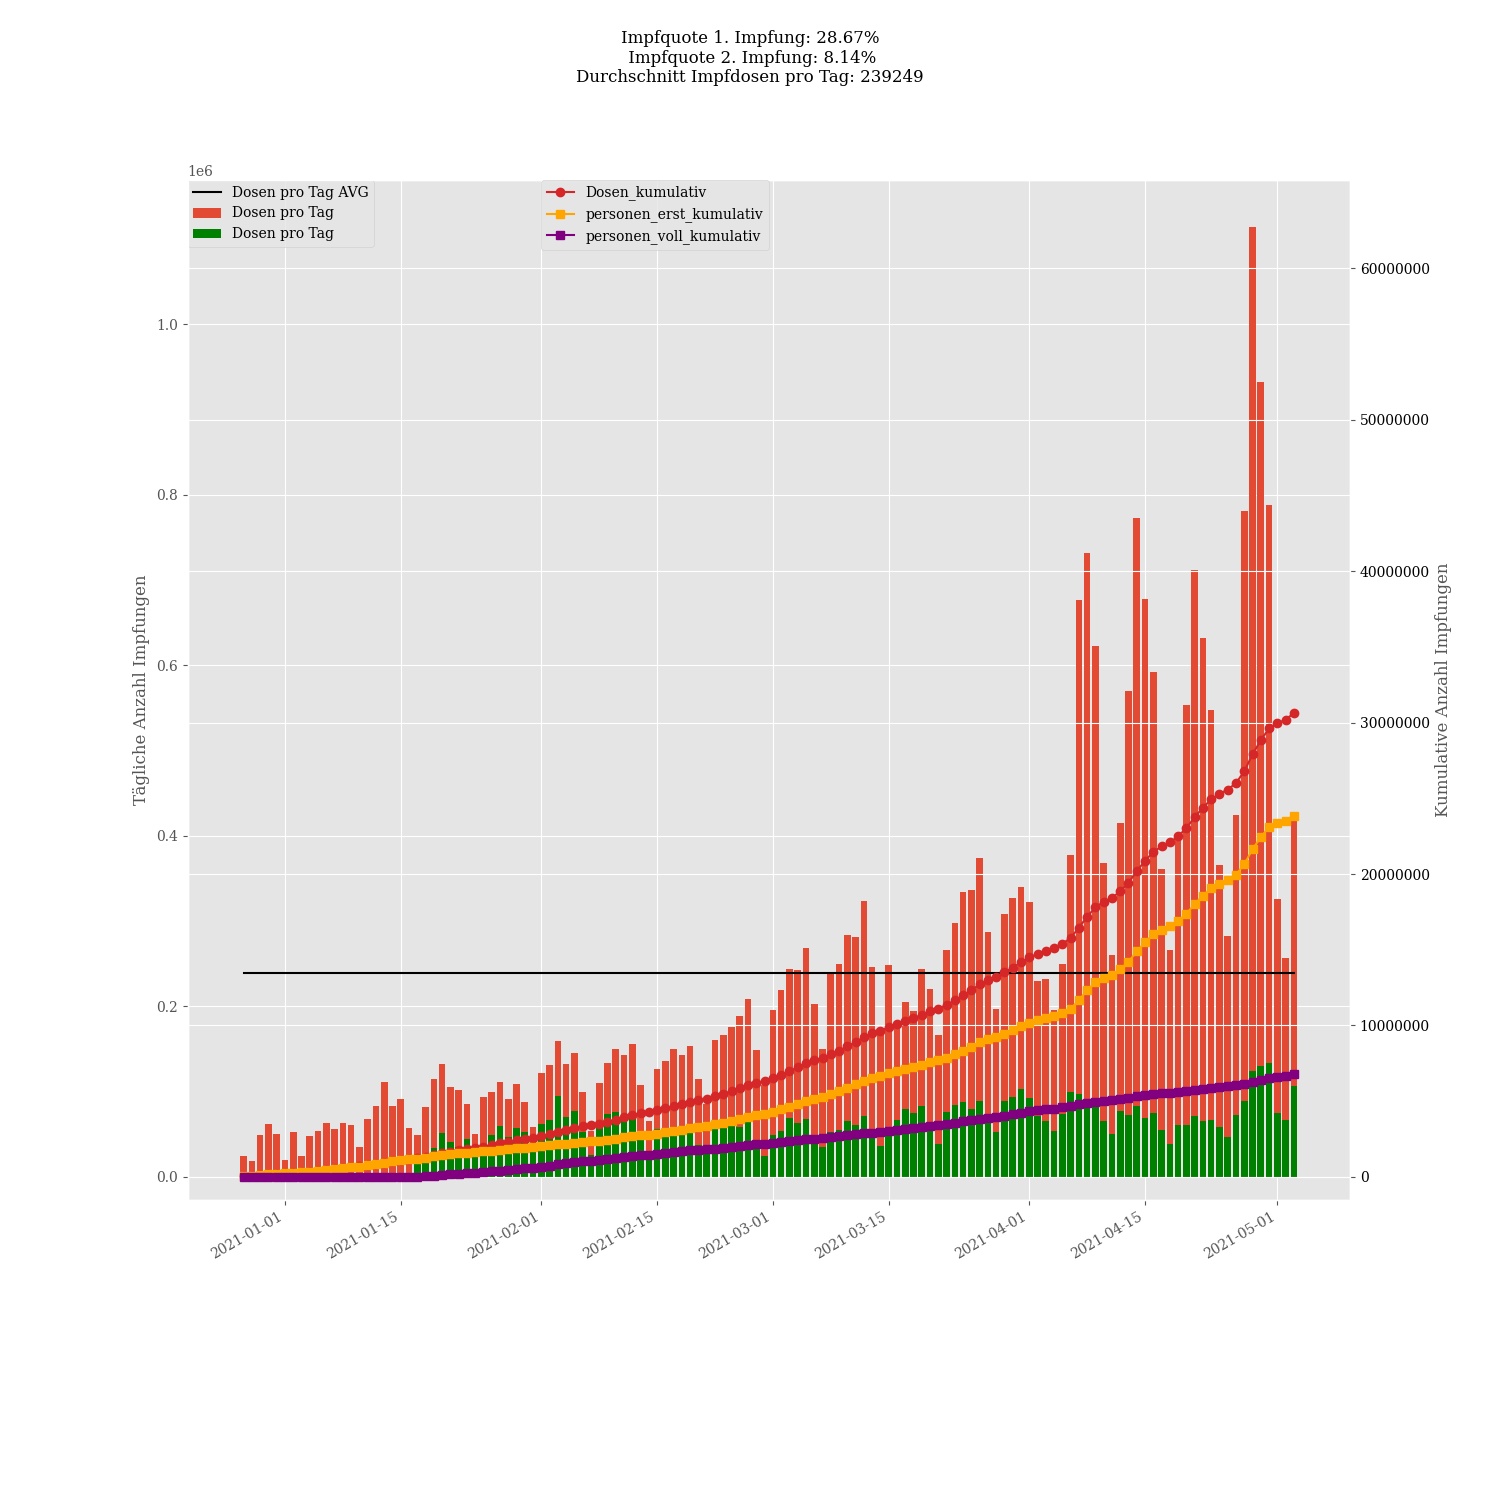 Impfquote 1. Impfung: 28.67%
Impfquote 2. Impfung: 8.14%
Durchschnitt Impfdosen pro Tag: 239249
1e6
Dosen pro Tag AVG
Dosen pro Tag
Dosen pro Tag
Dosen_kumulativ
personen_erst_kumulativ
personen_voll_kumulativ
Tägliche Anzahl Impfungen
1.0
0.8
0.6
0.4
0.2
0.0
Kumulative Anzahl Impfungen
60000000
50000000
40000000
30000000
20000000
10000000
0
2021-01-01
2021-01-15
2021-02-01
2021-02-15
2021-03-01
2021-03-15
2021-04-01
2021-04-15
2021-05-01